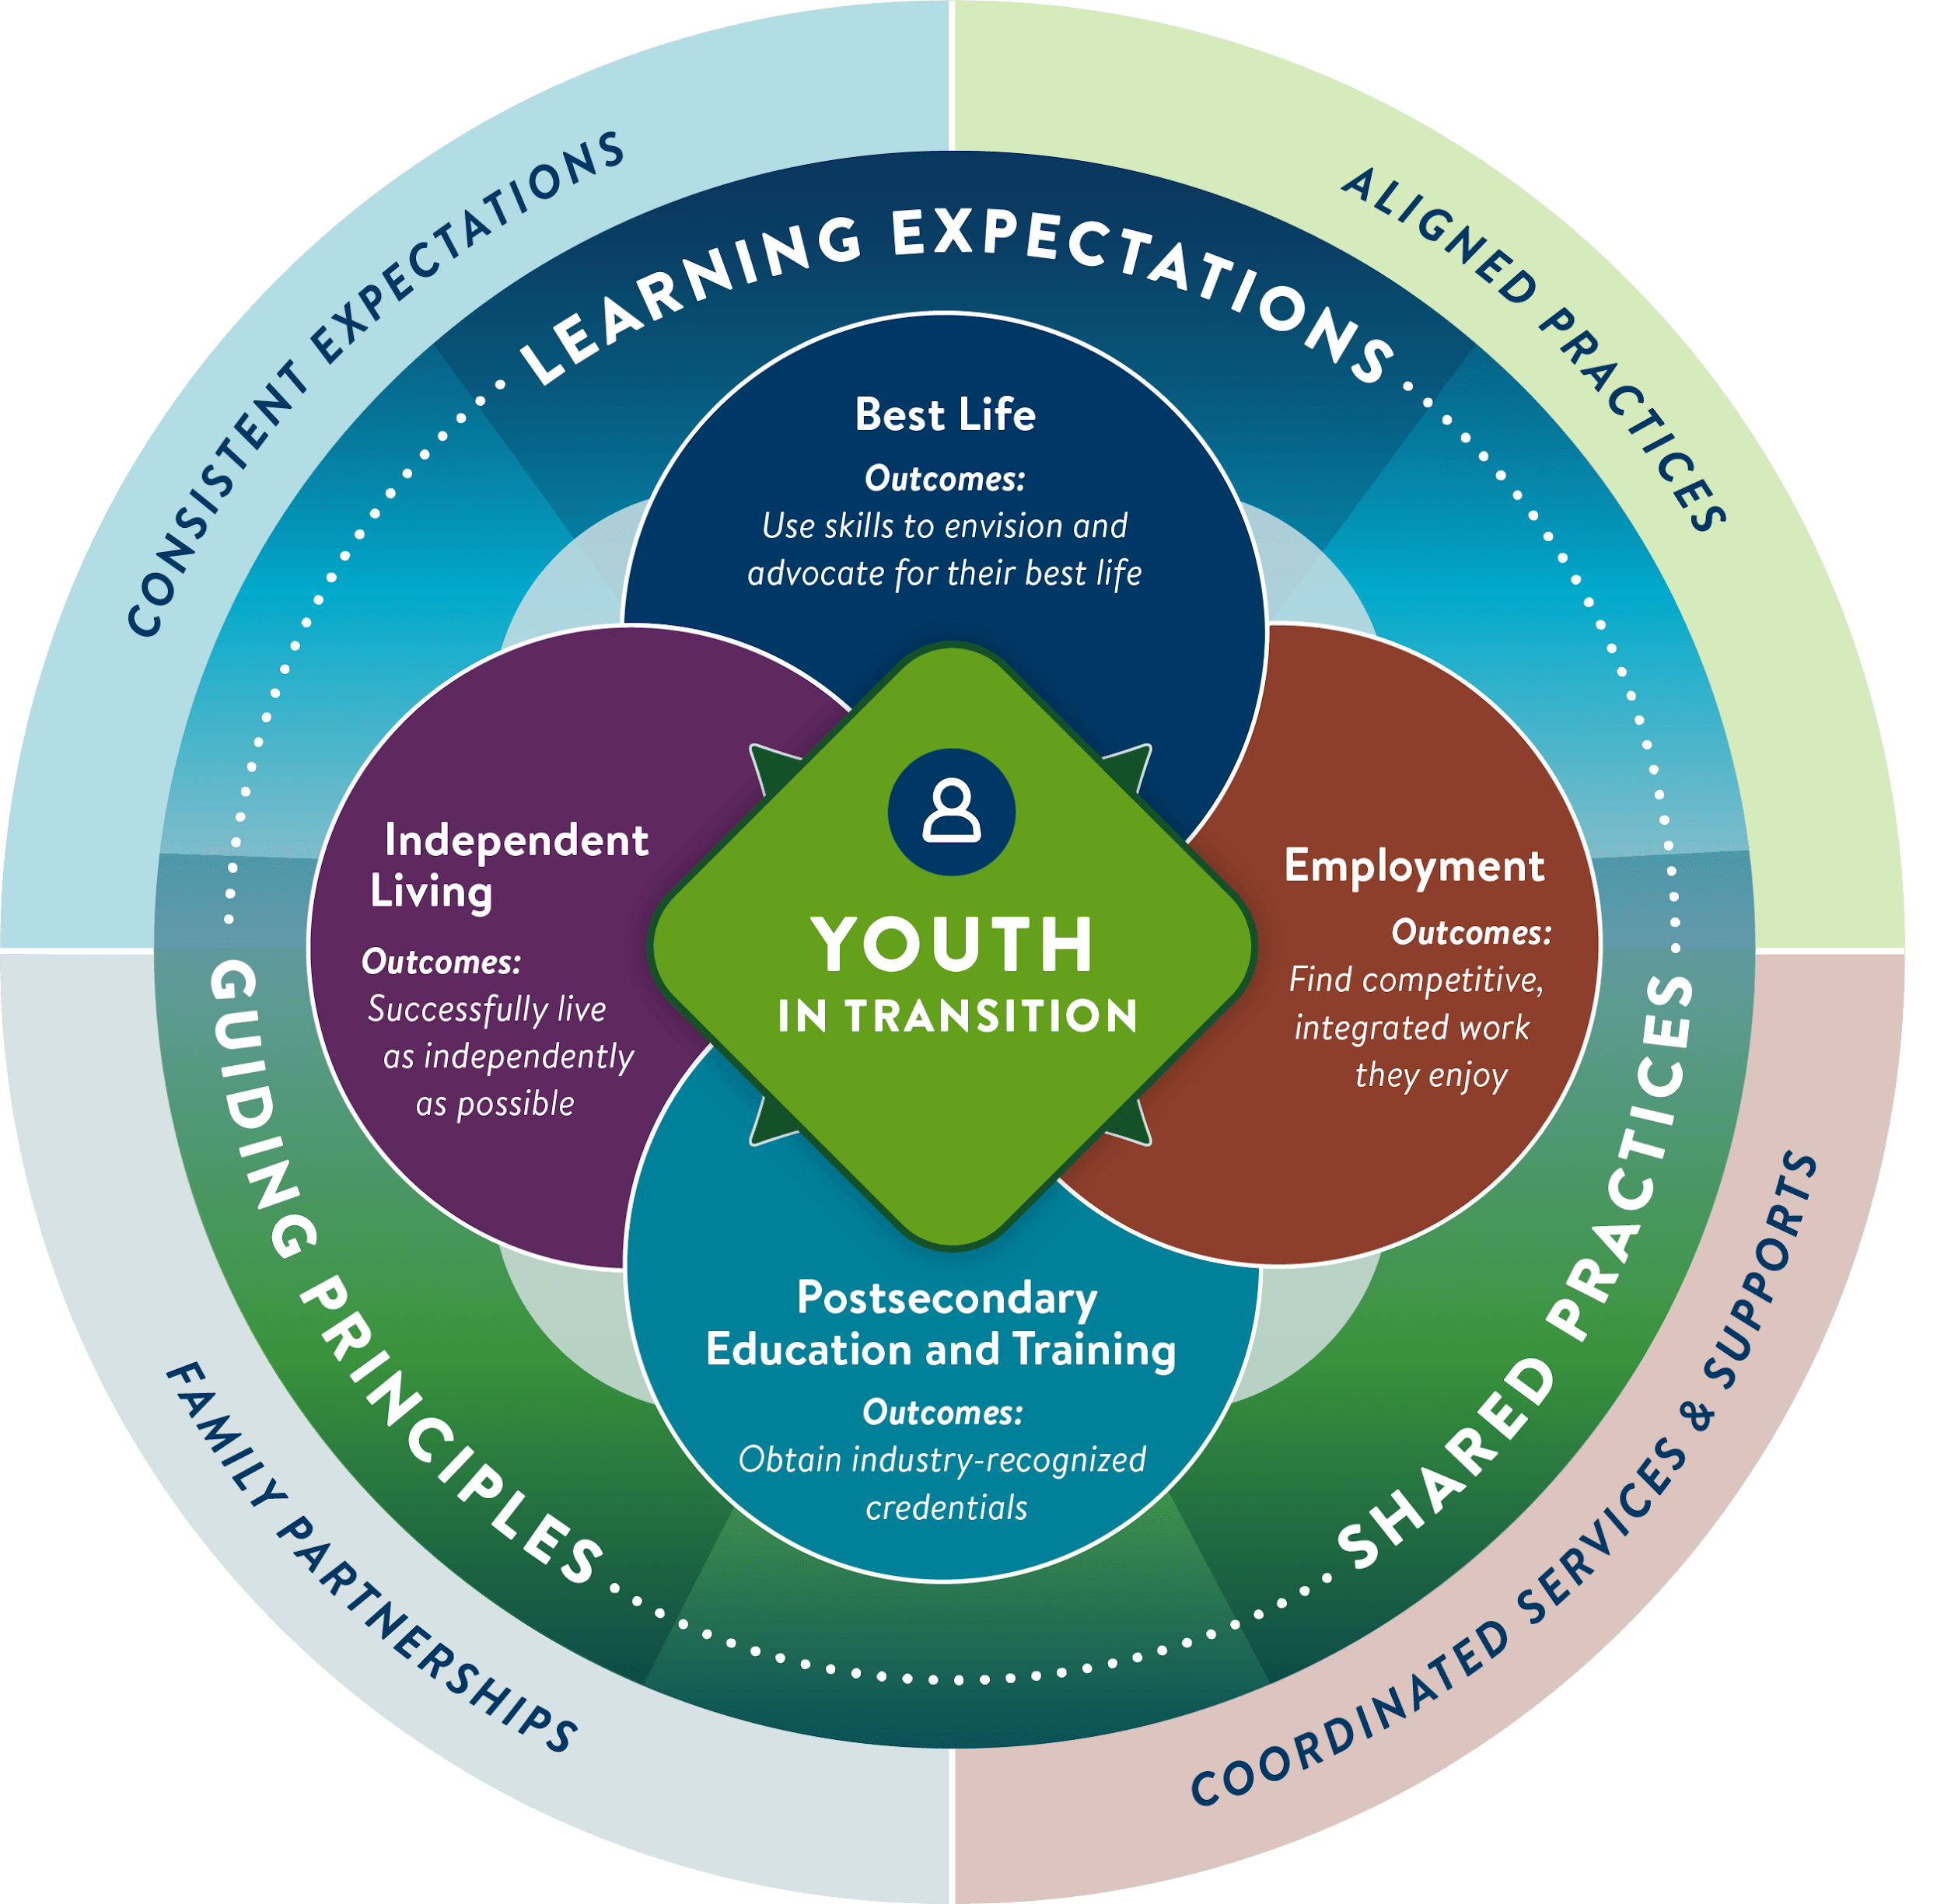 CONSISTENT EXPECTATIONS
ALIGNED PRACTICES
LEARNING EXPECTATIONS
Best Life
Outcomes:
Use skills to envision and
advocate for their best life
Independent
Living
Outcomes:
Successfully live
as independently
as possible
YOUTH
IN TRANSITION
Employment
Outcomes:
Find competitive,
integrated work
they enjoy
Postsecondary
Education and Training
Outcomes:
Obtain industry-recognized
credentials
GUIDING PRINCIPLES
SHARED PRACTICES
FAMILY PARTNERSHIPS
COORDINATED SERVICES & SUPPORTS